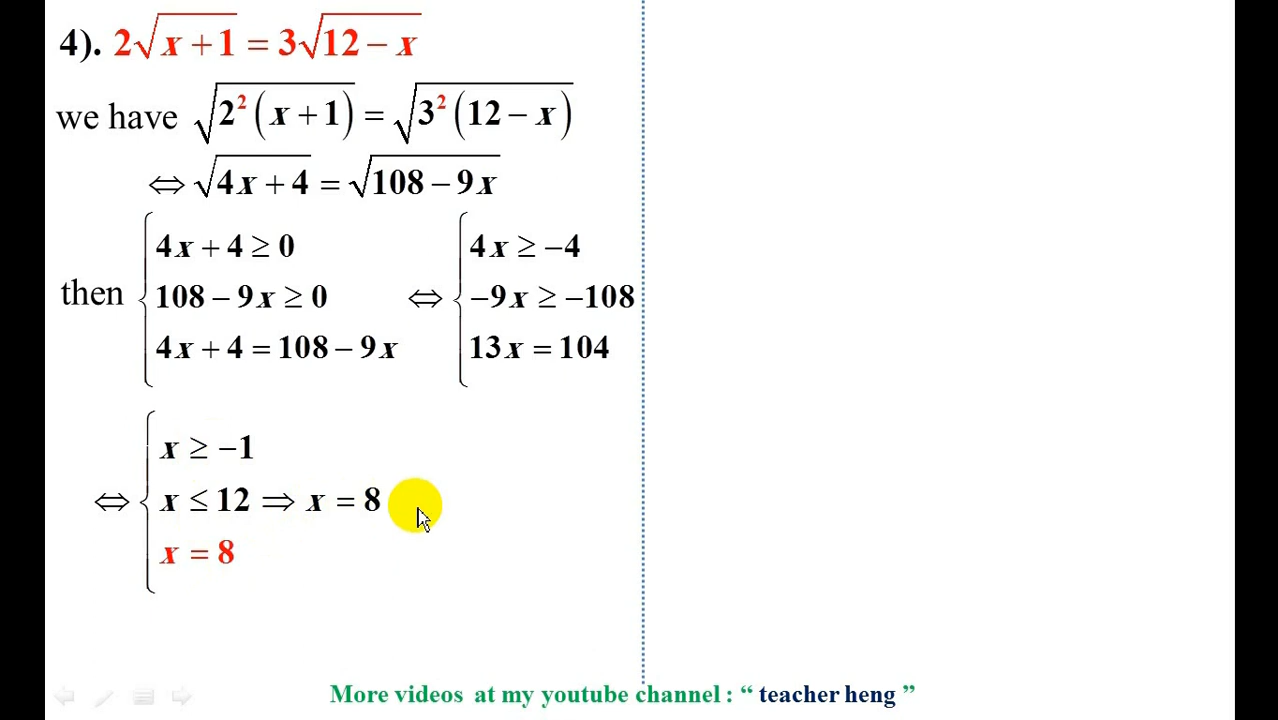 4). 2√(x+1) = 3√(12−x)
we have √(2²(x+1)) = √(3²(12−x))
⇔ √(4x+4) = √(108−9x)
then { 4x+4 ≥ 0 ⇔ { 4x ≥ −4
108−9x ≥ 0 −9x ≥ −108
4x+4 = 108−9x 13x = 104
⇔ { x ≥ −1
x ≤ 12 ⇒ x = 8
x = 8
More videos at my youtube channel : “ teacher heng ”